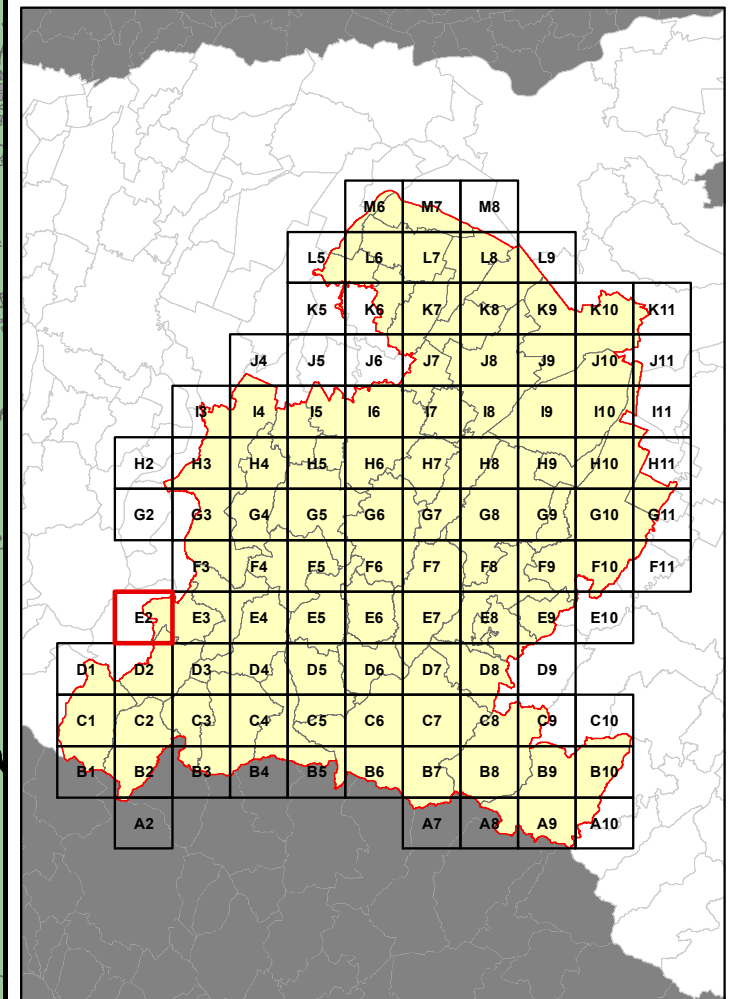 M6 M7 M8
L5 L6 L7 L8 L9
K5 K6 K7 K8 K9 K10 K11
J4 J5 J6 J7 J8 J9 J10 J11
I3 I4 I5 I6 I7 I8 I9 I10 I11
H2 H3 H4 H5 H6 H7 H8 H9 H10 H11
G2 G3 G4 G5 G6 G7 G8 G9 G10 G11
F3 F4 F5 F6 F7 F8 F9 F10 F11
E2 E3 E4 E5 E6 E7 E8 E9 E10
D1 D2 D3 D4 D5 D6 D7 D8 D9
C1 C2 C3 C4 C5 C6 C7 C8 C9 C10
B1 B2 B3 B4 B5 B6 B7 B8 B9 B10
A2 A7 A8 A9 A10